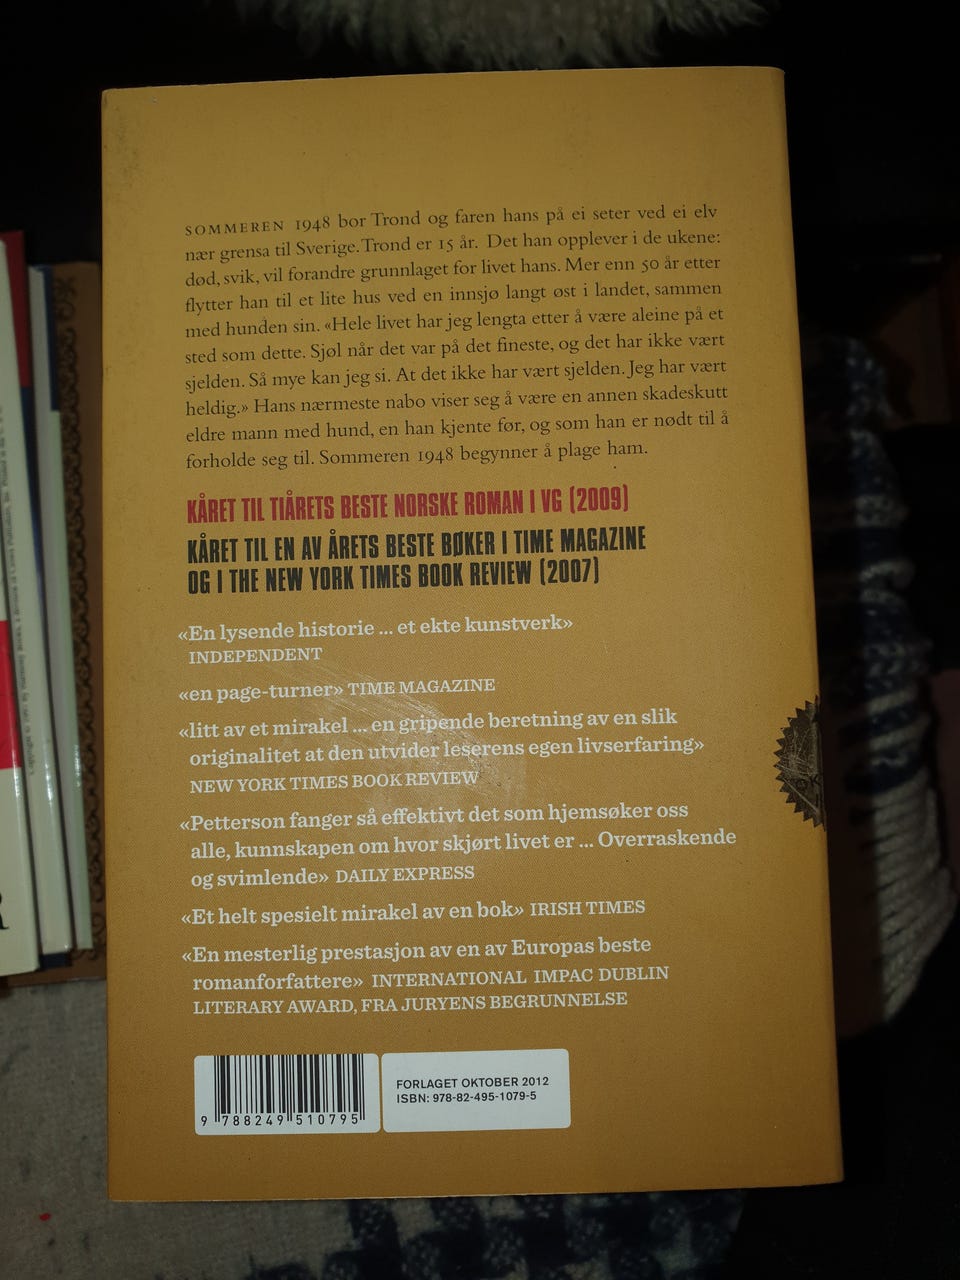 SOMMEREN 1948 bor Trond og faren hans på ei seter ved ei elv
nær grensa til Sverige. Trond er 15 år. Det han opplever i de ukene:
død, svik, vil forandre grunnlaget for livet hans. Mer enn 50 år etter
flytter han til et lite hus ved en innsjø langt øst i landet, sammen
med hunden sin. «Hele livet har jeg lengta etter å være aleine på et
sted som dette. Sjøl når det var på det fineste, og det har ikke vært
sjelden. Så mye kan jeg si. At det ikke har vært sjelden. Jeg har vært
heldig.» Hans nærmeste nabo viser seg å være en annen skadeskutt
eldre mann med hund, en han kjente før, og som han er nødt til å
forholde seg til. Sommeren 1948 begynner å plage ham.
KÅRET TIL TIÅRETS BESTE NORSKE ROMAN I VG (2009)
KÅRET TIL EN AV ÅRETS BESTE BØKER I TIME MAGAZINE
OG I THE NEW YORK TIMES BOOK REVIEW (2007)
«En lysende historie ... et ekte kunstverk»
INDEPENDENT
«en page-turner» TIME MAGAZINE
«litt av et mirakel ... en gripende beretning av en slik
originalitet at den utvider leserens egen livserfaring»
NEW YORK TIMES BOOK REVIEW
«Petterson fanger så effektivt det som hjemsøker oss
alle, kunnskapen om hvor skjørt livet er ... Overraskende
og svimlende» DAILY EXPRESS
«Et helt spesielt mirakel av en bok» IRISH TIMES
«En mesterlig prestasjon av en av Europas beste
romanforfattere» INTERNATIONAL IMPAC DUBLIN
LITERARY AWARD, FRA JURYENS BEGRUNNELSE
9 788249 510795
FORLAGET OKTOBER 2012
ISBN: 978-82-495-1079-5